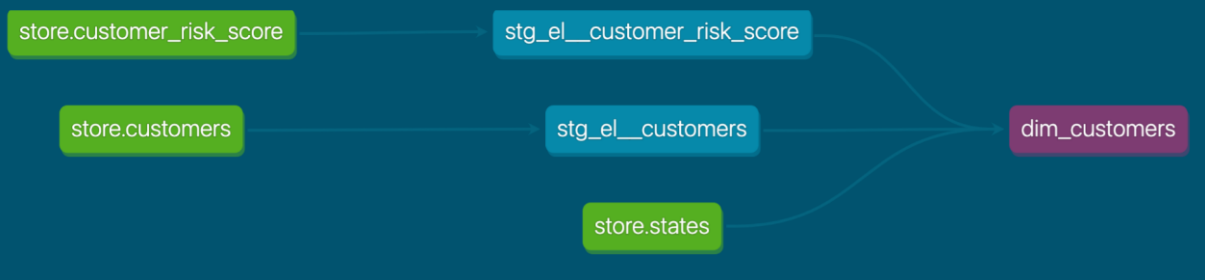 store.customer_risk_score
stg_el__customer_risk_score
store.customers
stg_el__customers
dim_customers
store.states